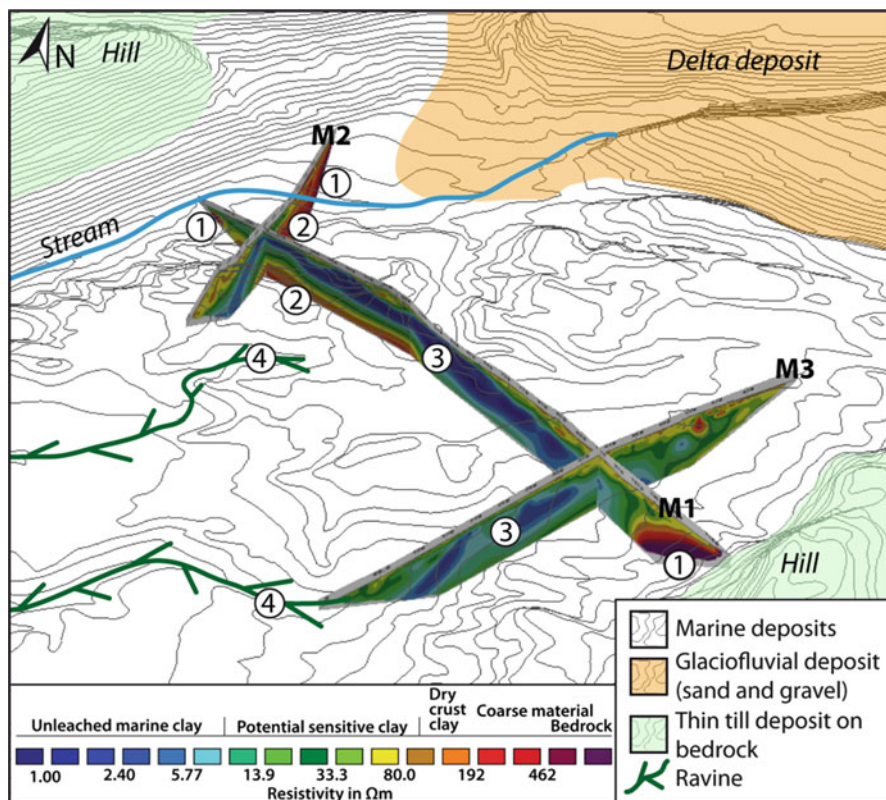 N
Hill
Delta deposit
M2
1
1
2
Stream
2
3
4
M3
M1
3
1
Hill
4
Marine deposits
Glaciofluvial deposit
(sand and gravel)
Thin till deposit on
bedrock
Ravine
Unleached marine clay
Potential sensitive clay
Dry
crust
clay
Coarse material
Bedrock
1.00 2.40 5.77 13.9 33.3 80.0 192 462
Resistivity in Ωm